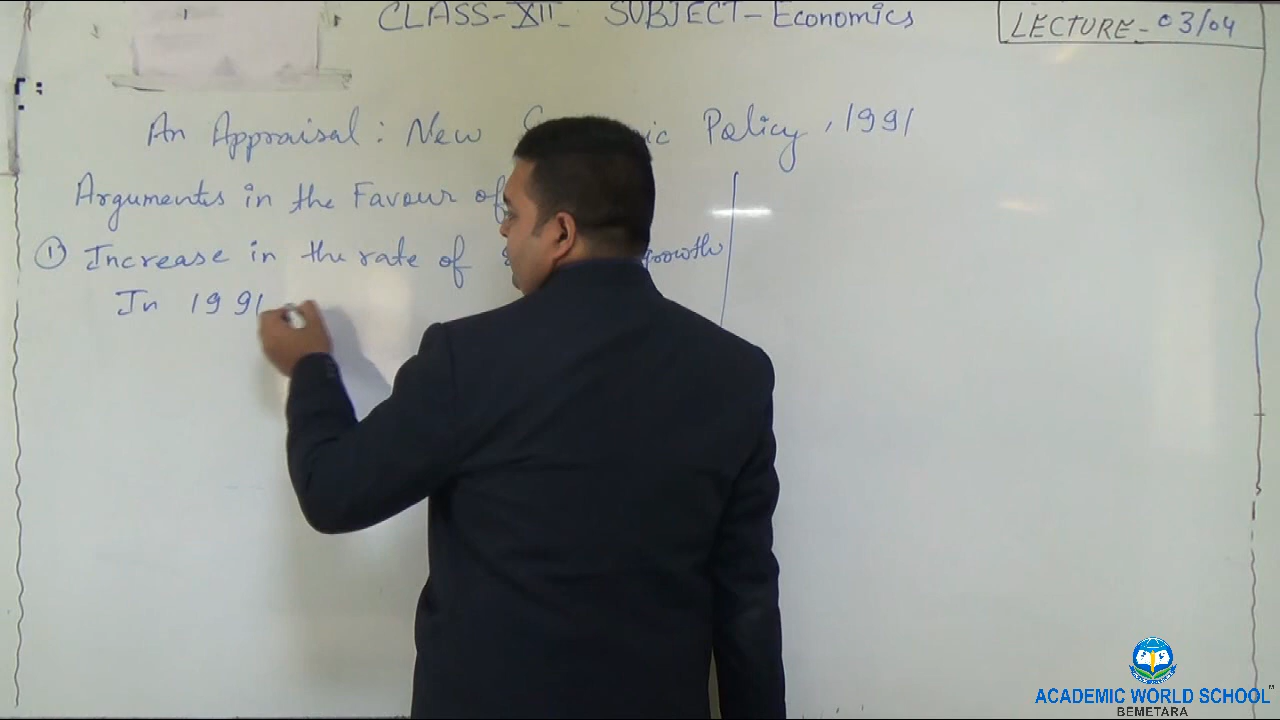 CLASS-XII- SUBJECT-Economics
LECTURE-03/04
An Appraisal: New Policy, 1991
Arguments in the Favour of
① Increase in the rate of growth
In 1991
ACADEMIC WORLD SCHOOL
BEMETARA